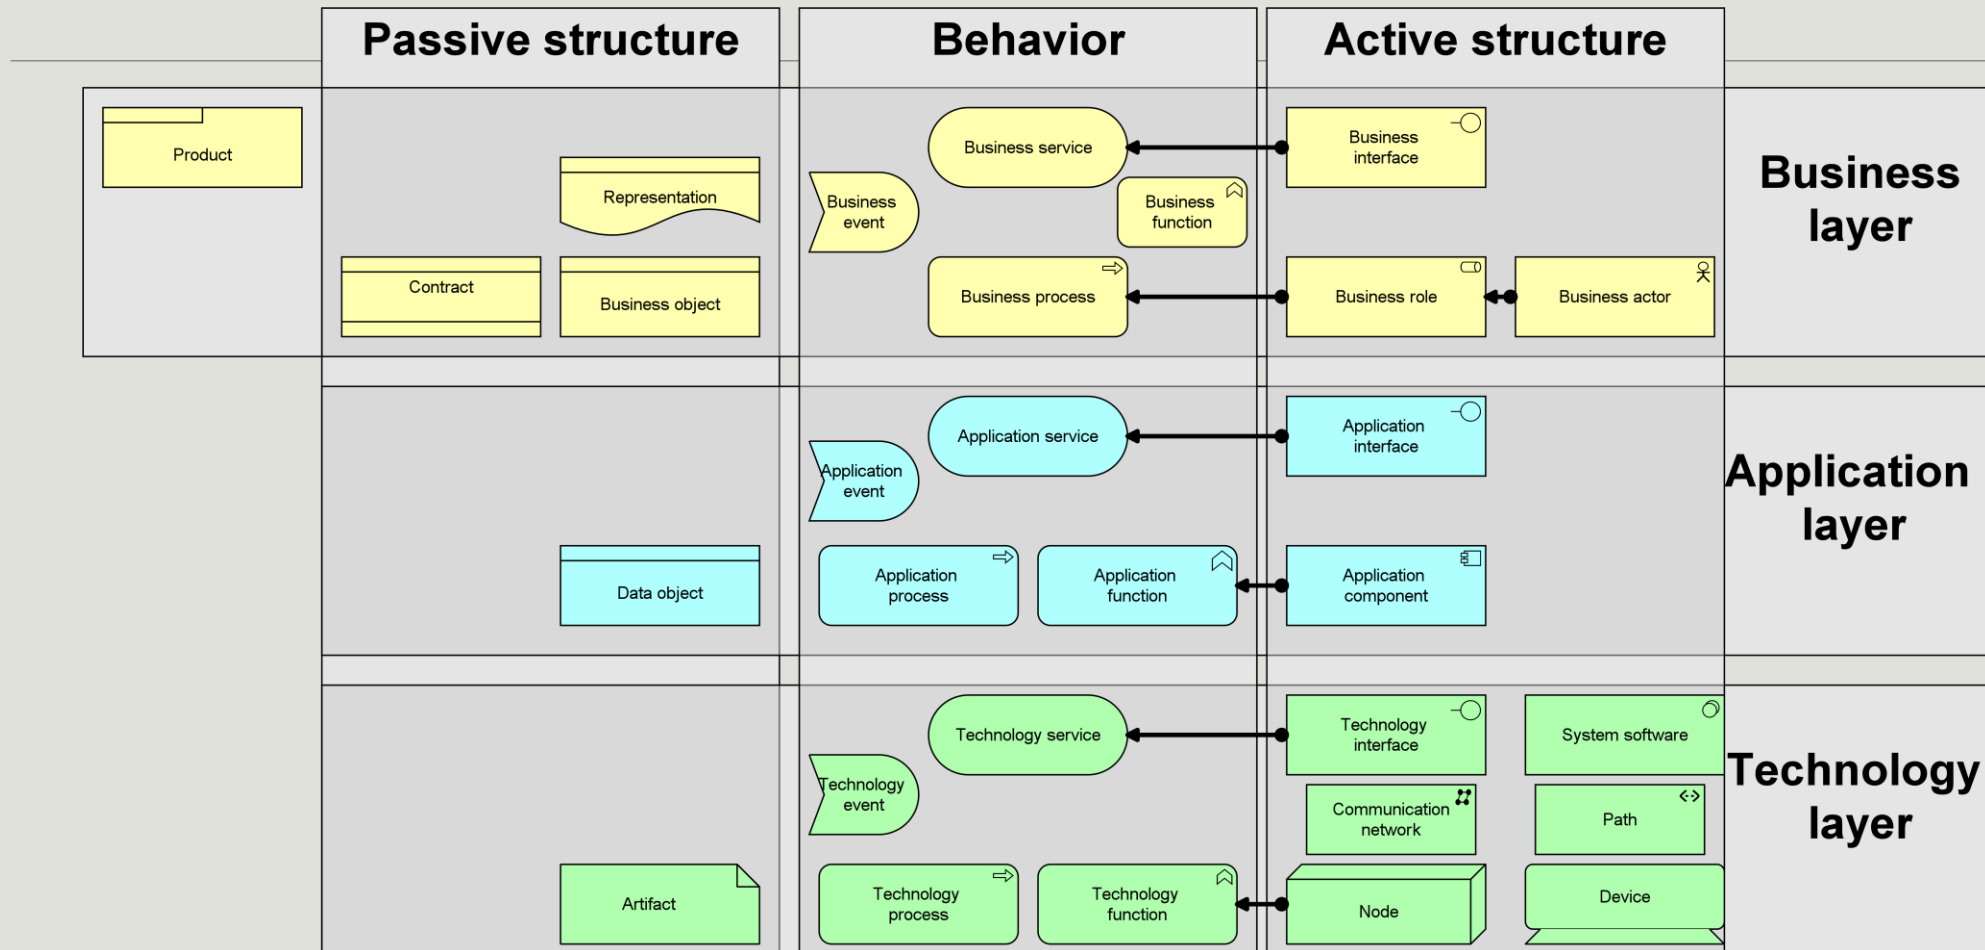 Passive structure
Behavior
Active structure
Product
Representation
Contract
Business object
Business service
Business
event
Business
function
Business process
Business
interface
Business role
Business actor
Business
layer
Data object
Application service
Application
event
Application
process
Application
function
Application
interface
Application
component
Application
layer
Artifact
Technology service
Technology
event
Technology
process
Technology
function
Technology
interface
System software
Communication
network
Path
Node
Device
Technology
layer